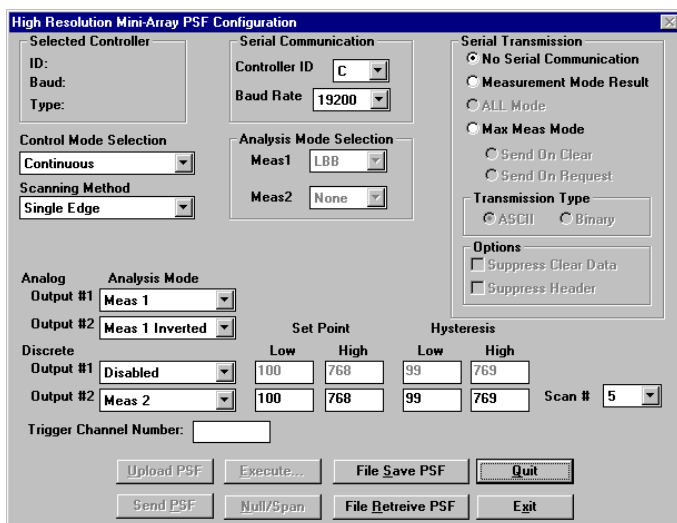 High Resolution Mini-Array PSF Configuration
Selected Controller
ID:
Baud:
Type:
Serial Communication
Controller ID C
Baud Rate 19200
Serial Transmission
No Serial Communication
Measurement Mode Result
ALL Mode
Max Meas Mode
Send On Clear
Send On Request
Transmission Type
ASCII Binary
Options
Suppress Clear Data
Suppress Header
Control Mode Selection
Continuous
Scanning Method
Single Edge
Analysis Mode Selection
Meas1 LBB
Meas2 None
Analog Analysis Mode
Output #1 Meas 1
Output #2 Meas 1 Inverted
Set Point Hysteresis
Discrete Low High Low High
Output #1 Disabled 100 768 99 769
Output #2 Meas 2 100 768 99 769 Scan # 5
Trigger Channel Number:
Upload PSF Execute... File Save PSF Quit
Send PSF Null/Span File Retreive PSF Exit